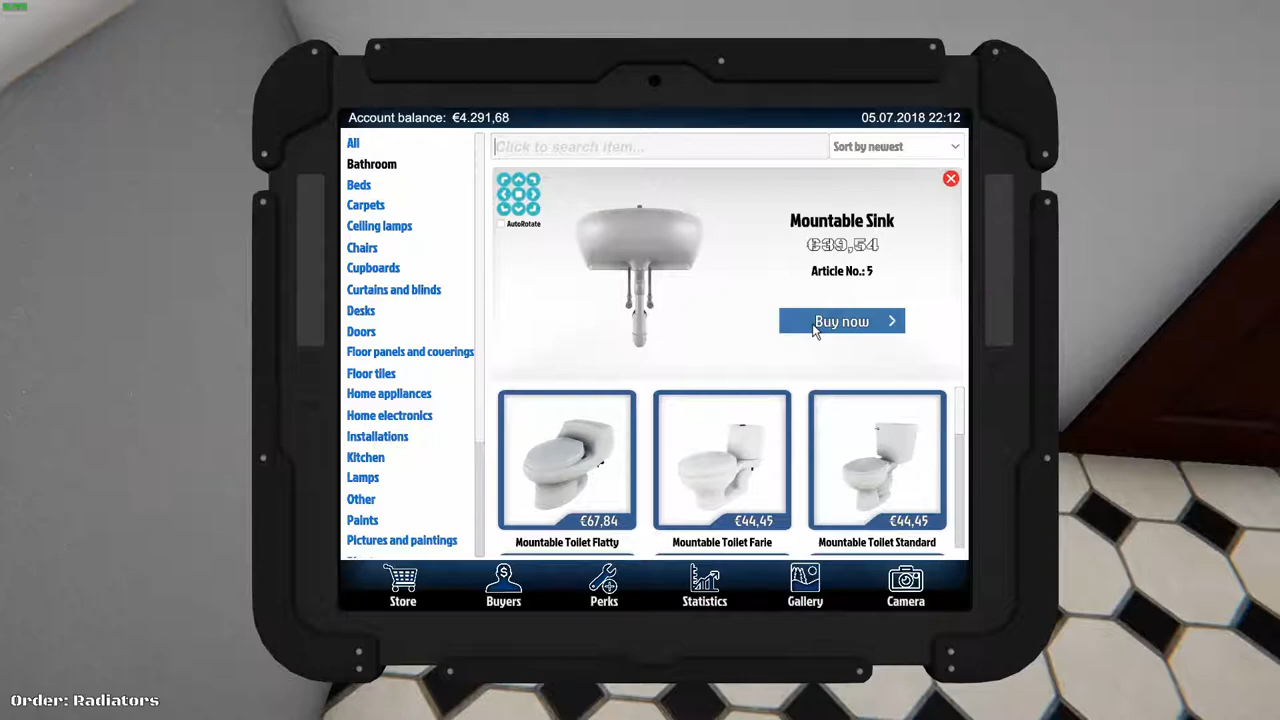 Account balance: €4.291,68
05.07.2018 22:12
All
Bathroom
Beds
Carpets
Ceiling lamps
Chairs
Cupboards
Curtains and blinds
Desks
Doors
Floor panels and coverings
Floor tiles
Home appliances
Home electronics
Installations
Kitchen
Lamps
Other
Paints
Pictures and paintings
Click to search item...
Sort by newest
AutoRotate
Mountable Sink
€39,54
Article No.: 5
Buy now
€67,84
€44,45
€44,45
Mountable Toilet Flatty
Mountable Toilet Farie
Mountable Toilet Standard
Store
Buyers
Perks
Statistics
Gallery
Camera
Order: Radiators